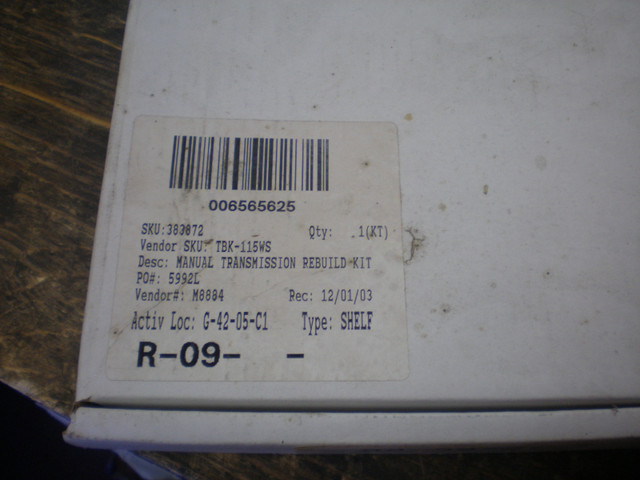 006565625
SKU:383872 Qty: .1(KT)
Vendor SKU: TBK-115WS
Desc: MANUAL TRANSMISSION REBUILD KIT
PO#: 5992L
Vendor#: M8884 Rec: 12/01/03
Activ Loc: G-42-05-C1 Type: SHELF
R-09- -